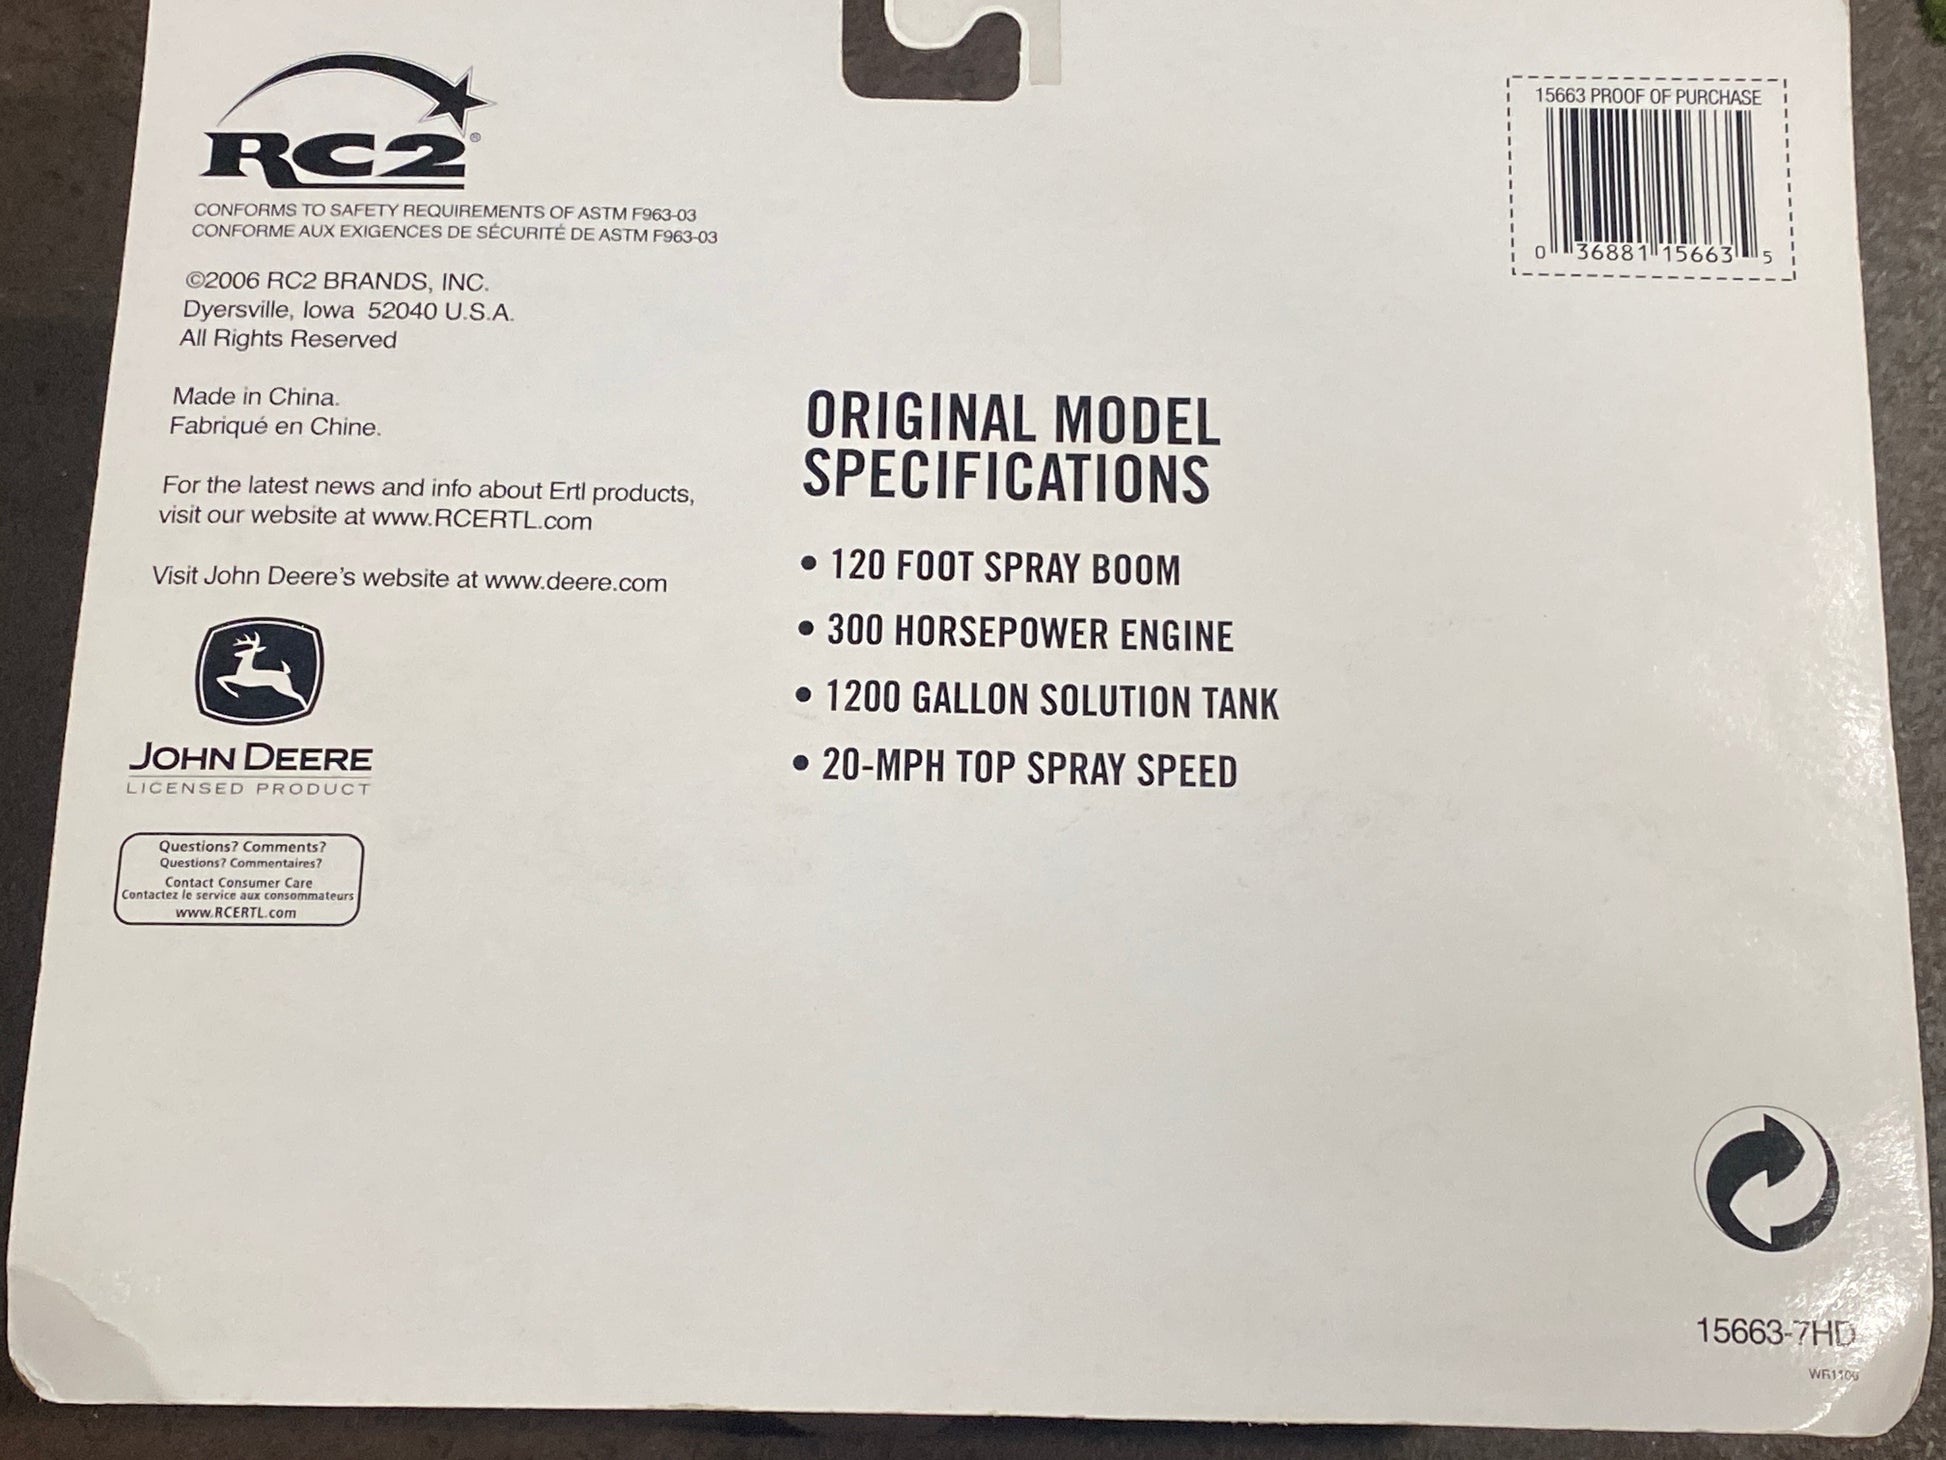 RC2®
CONFORMS TO SAFETY REQUIREMENTS OF ASTM F963-03
CONFORME AUX EXIGENCES DE SÉCURITÉ DE ASTM F963-03
©2006 RC2 BRANDS, INC.
Dyersville, Iowa 52040 U.S.A.
All Rights Reserved
Made in China.
Fabriqué en Chine.
For the latest news and info about Ertl products,
visit our website at www.RCERTL.com
Visit John Deere's website at www.deere.com
JOHN DEERE
LICENSED PRODUCT
Questions? Comments?
Questions? Commentaires?
Contact Consumer Care
Contactez le service aux consommateurs
www.RCERTL.com
ORIGINAL MODEL
SPECIFICATIONS
• 120 FOOT SPRAY BOOM
• 300 HORSEPOWER ENGINE
• 1200 GALLON SOLUTION TANK
• 20-MPH TOP SPRAY SPEED
15663 PROOF OF PURCHASE
0 36881 15663 5
15663-7HD